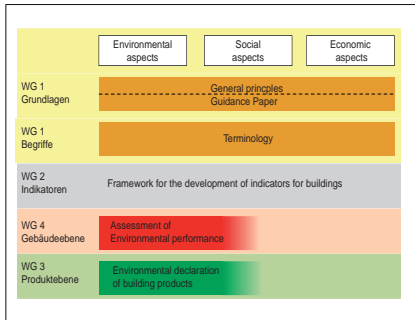 Environmental
aspects
Social
aspects
Economic
aspects
WG 1
Grundlagen
General princples
Guidance Paper
WG 1
Begriffe
Terminology
WG 2
Indikatoren
Framework for the development of indicators for buildings
WG 4
Gebäudeebene
Assessment of
Environmental performance
WG 3
Produktebene
Environmental declaration
of building products